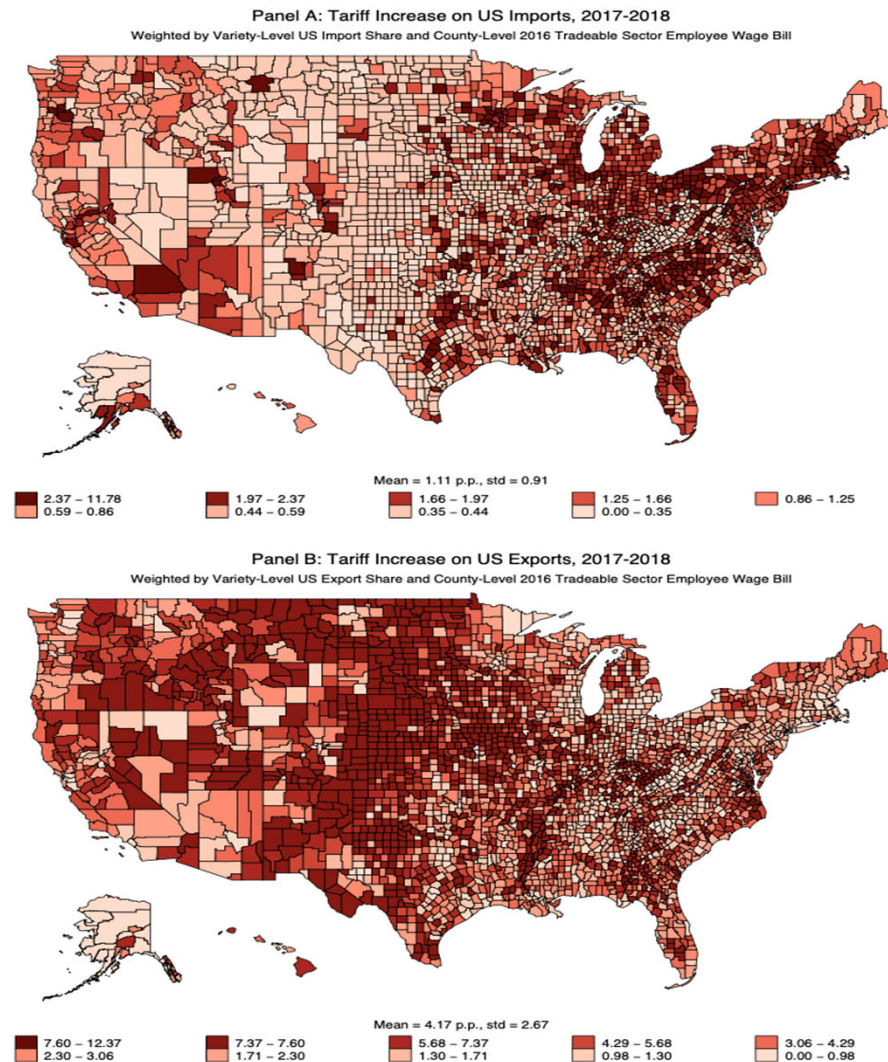 Panel A: Tariff Increase on US Imports, 2017-2018
Weighted by Variety-Level US Import Share and County-Level 2016 Tradeable Sector Employee Wage Bill
Mean = 1.11 p.p., std = 0.91
2.37 – 11.78 1.97 – 2.37 1.66 – 1.97 1.25 – 1.66 0.86 – 1.25
0.59 – 0.86 0.44 – 0.59 0.35 – 0.44 0.00 – 0.35
Panel B: Tariff Increase on US Exports, 2017-2018
Weighted by Variety-Level US Export Share and County-Level 2016 Tradeable Sector Employee Wage Bill
Mean = 4.17 p.p., std = 2.67
7.60 – 12.37 7.37 – 7.60 5.68 – 7.37 4.29 – 5.68 3.06 – 4.29
2.30 – 3.06 1.71 – 2.30 1.30 – 1.71 0.98 – 1.30 0.00 – 0.98